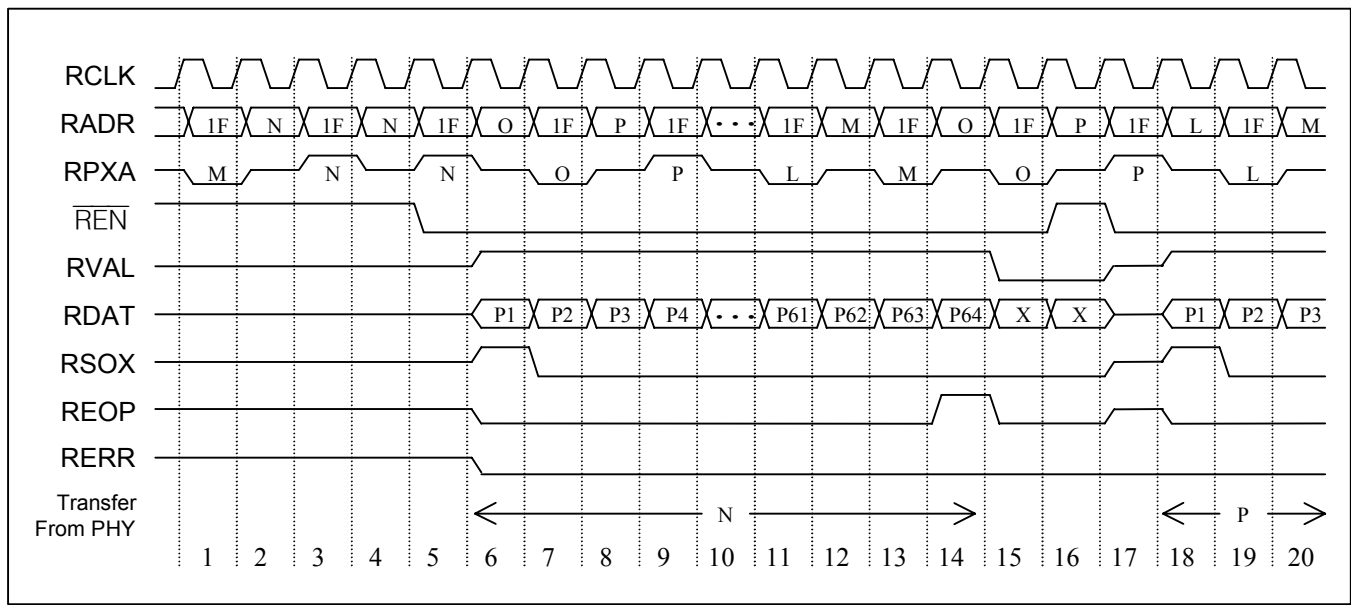 RCLK
RADR 1F N 1F N 1F O 1F P 1F ... 1F M 1F O 1F P 1F L 1F M
RPXA M N N O P L M O P L
REN
RVAL
RDAT P1 P2 P3 P4 ... P61 P62 P63 P64 X X P1 P2 P3
RSOX
REOP
RERR
Transfer
From PHY N P
1 2 3 4 5 6 7 8 9 10 11 12 13 14 15 16 17 18 19 20